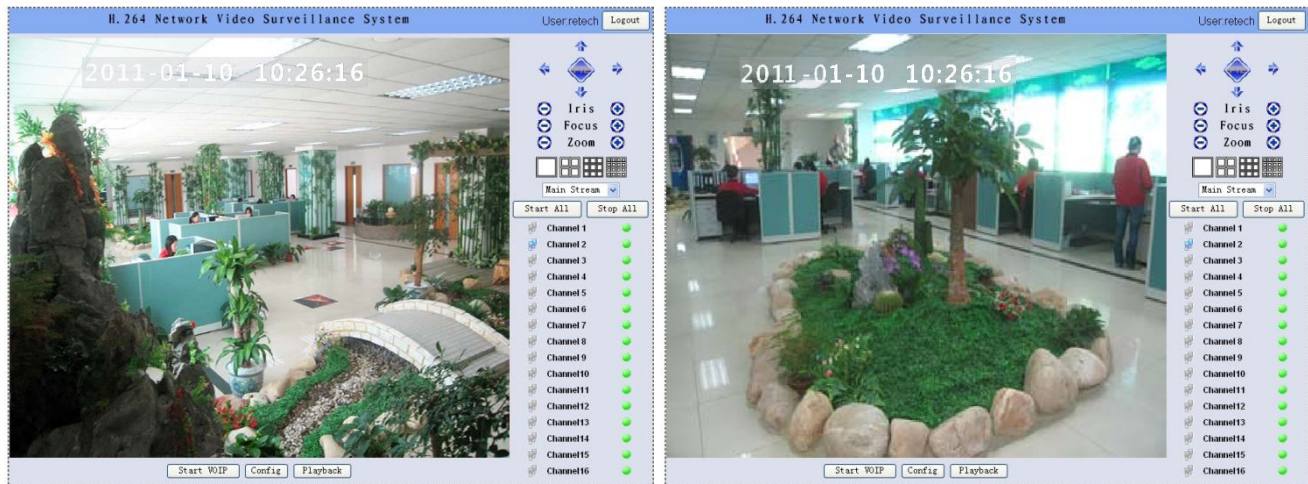 H.264 Network Video Surveillance System
User:retech
Logout
2011-01-10 10:26:16
Iris
Focus
Zoom
Main Stream
Start All
Stop All
Channel 1
Channel 2
Channel 3
Channel 4
Channel 5
Channel 6
Channel 7
Channel 8
Channel 9
Channel10
Channel11
Channel12
Channel13
Channel14
Channel15
Channel16
Start VOIP
Config
Playback
H.264 Network Video Surveillance System
User:retech
Logout
2011-01-10 10:26:16
Iris
Focus
Zoom
Main Stream
Start All
Stop All
Channel 1
Channel 2
Channel 3
Channel 4
Channel 5
Channel 6
Channel 7
Channel 8
Channel 9
Channel10
Channel11
Channel12
Channel13
Channel14
Channel15
Channel16
Start VOIP
Config
Playback